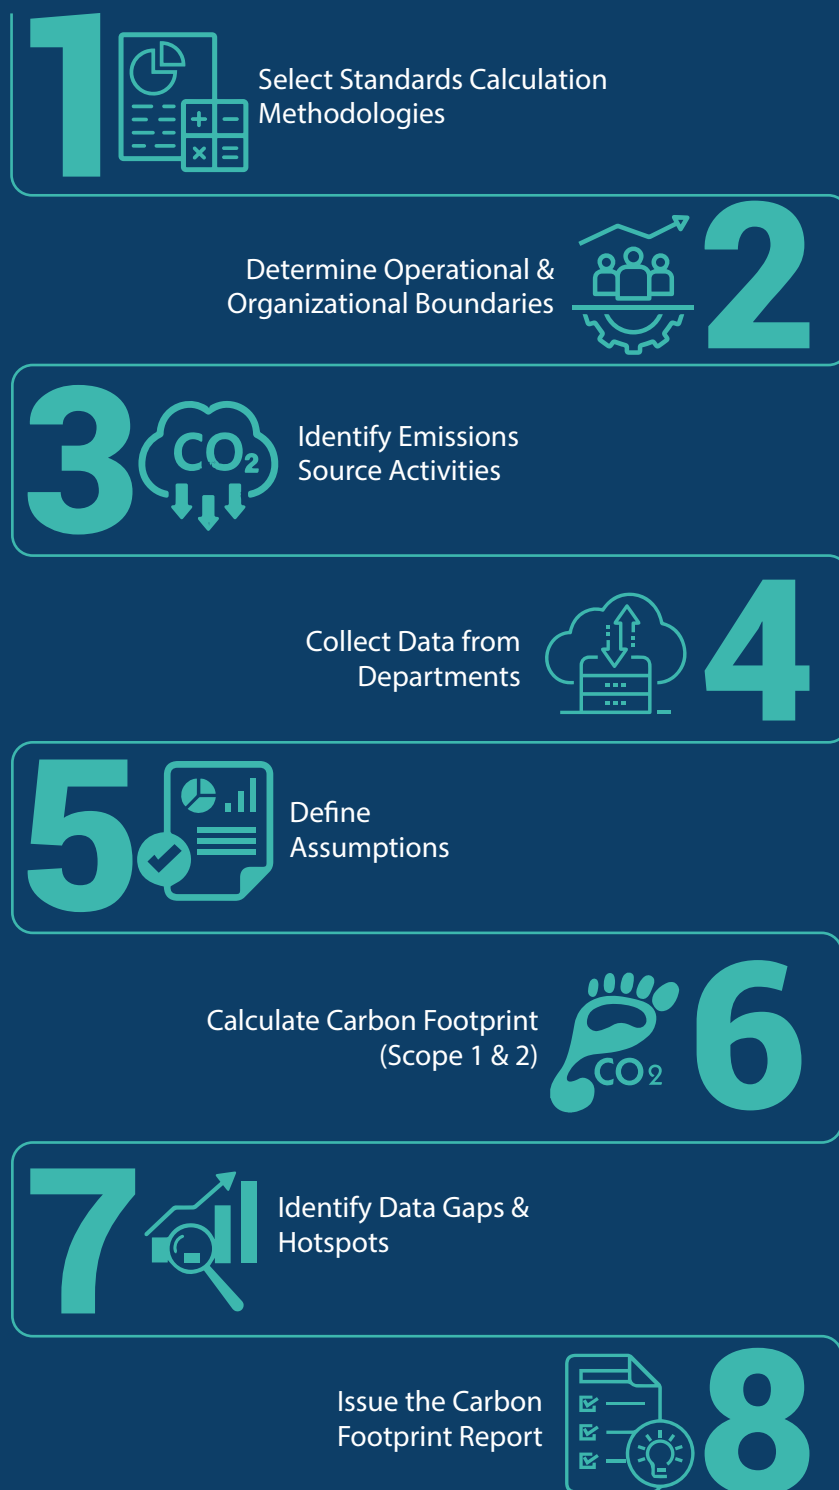 1
Select Standards Calculation
Methodologies
Determine Operational &
Organizational Boundaries
2
3
CO₂
Identify Emissions
Source Activities
Collect Data from
Departments
4
5
Define
Assumptions
Calculate Carbon Footprint
(Scope 1 & 2)
CO₂
6
7
Identify Data Gaps &
Hotspots
Issue the Carbon
Footprint Report
8